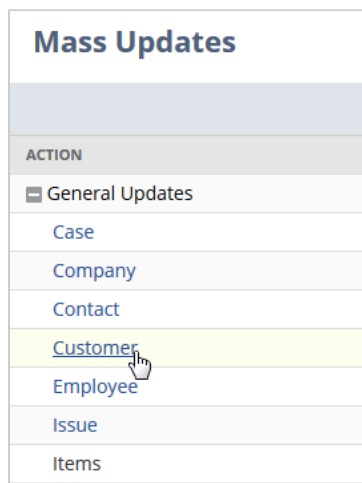 Mass Updates
ACTION
General Updates
Case
Company
Contact
Customer
Employee
Issue
Items